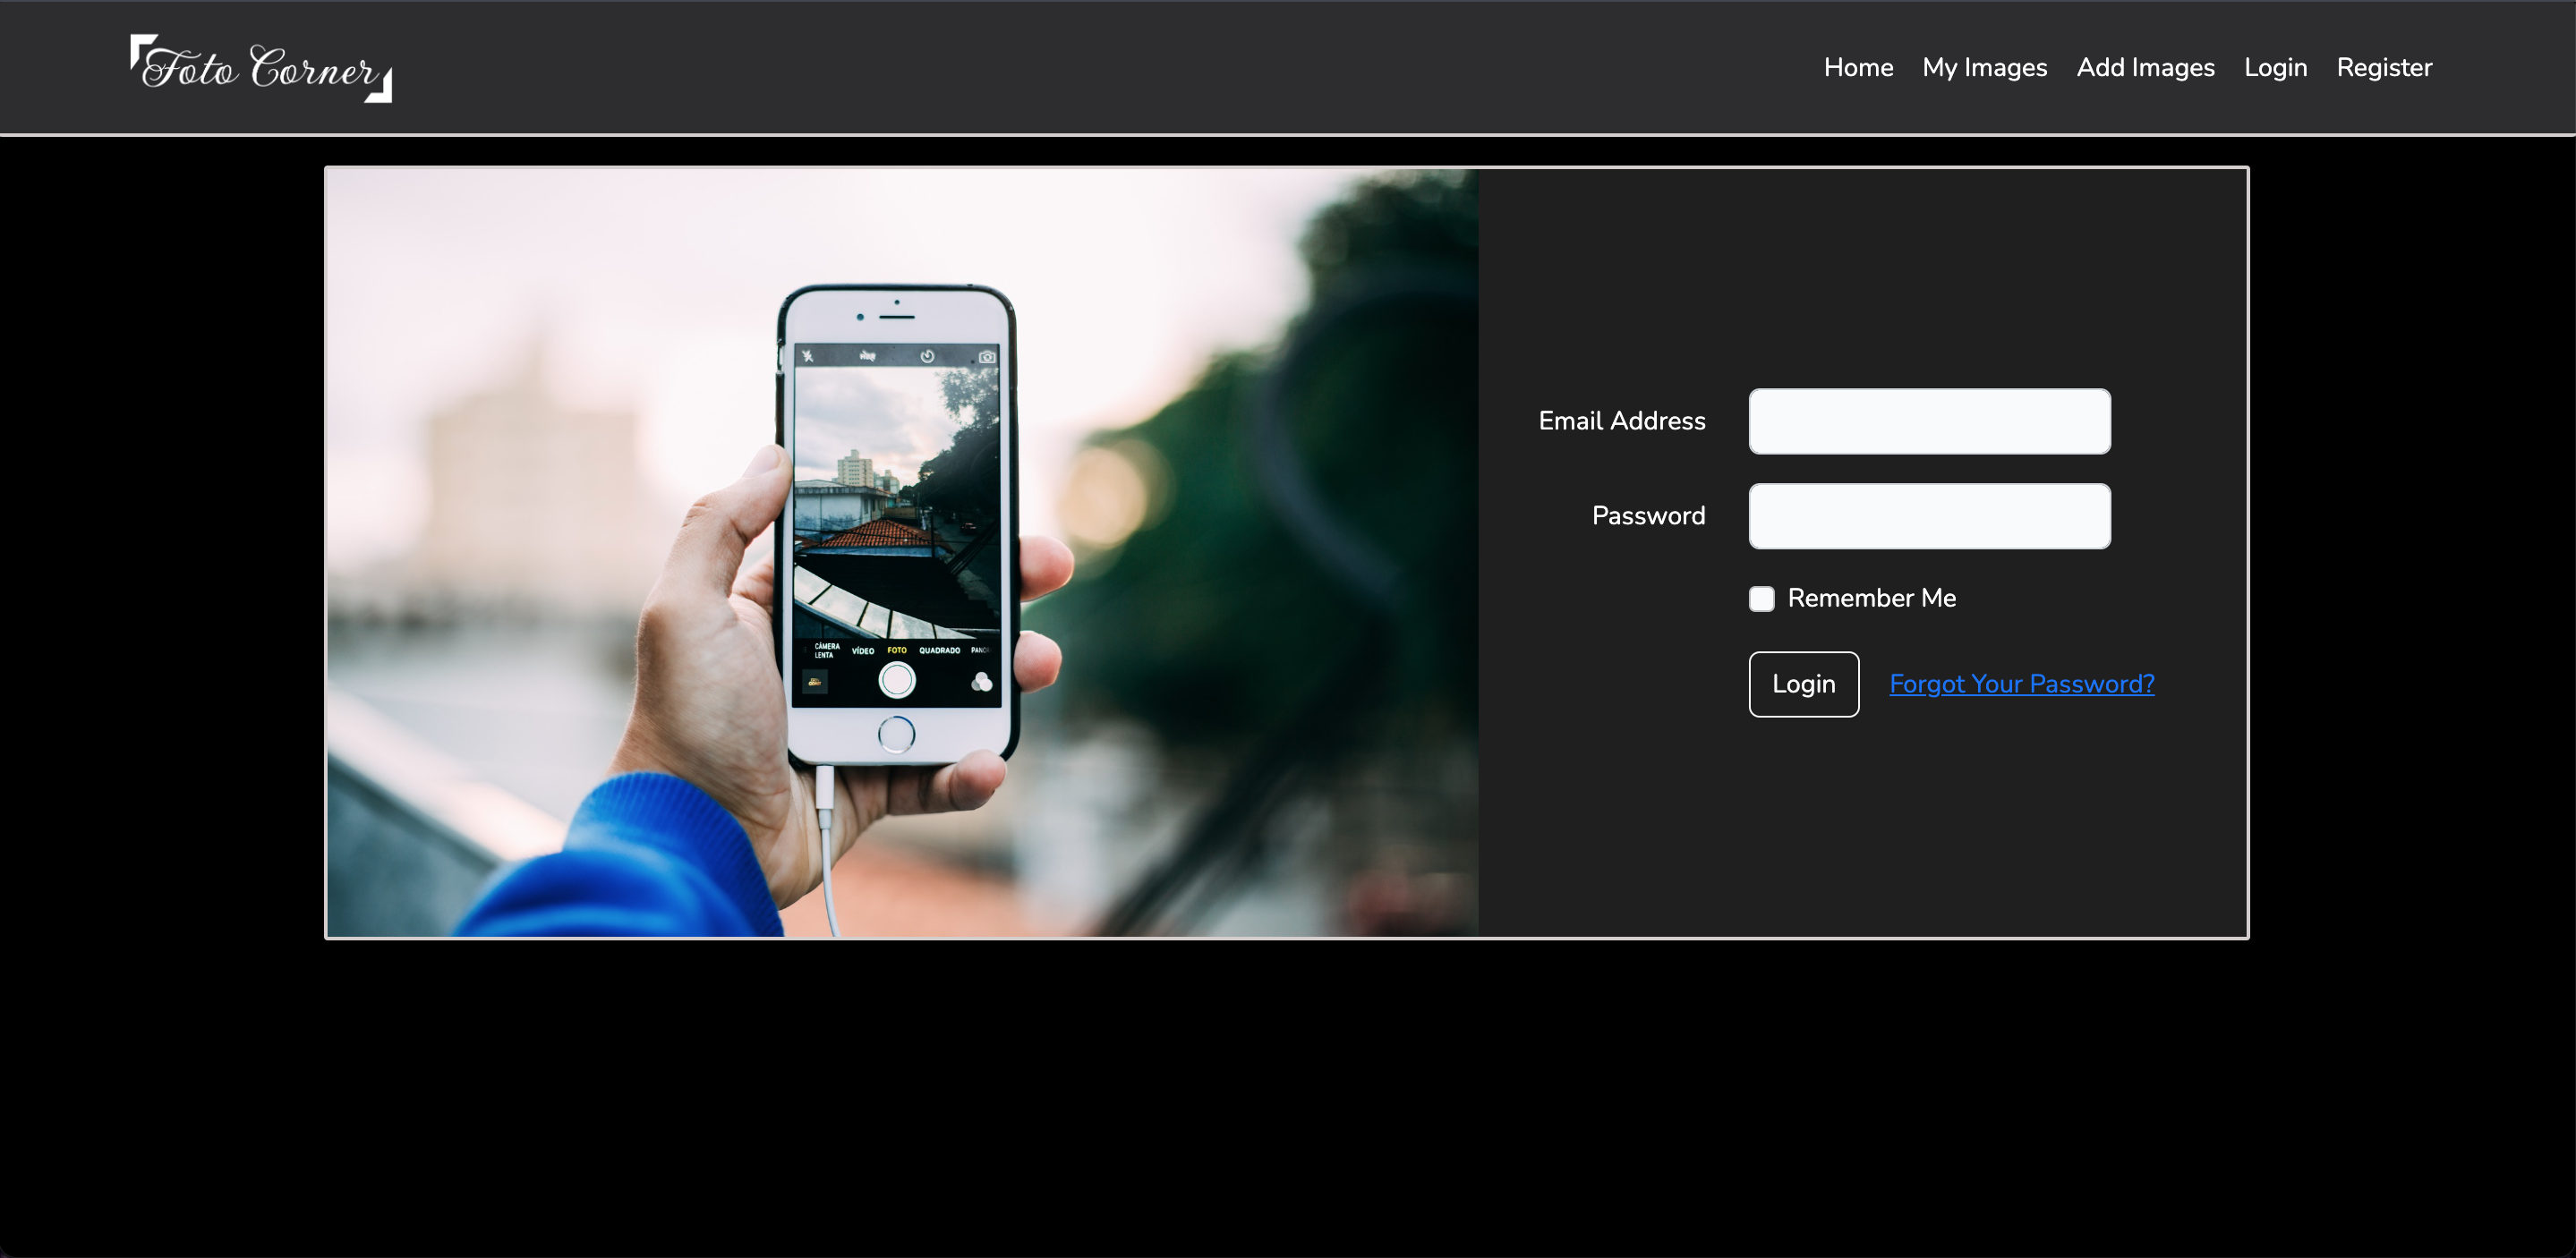 Foto Corner
Home My Images Add Images Login Register
Email Address
Password
Remember Me
Login Forgot Your Password?
CÂMERA LENTA VÍDEO FOTO QUADRADO